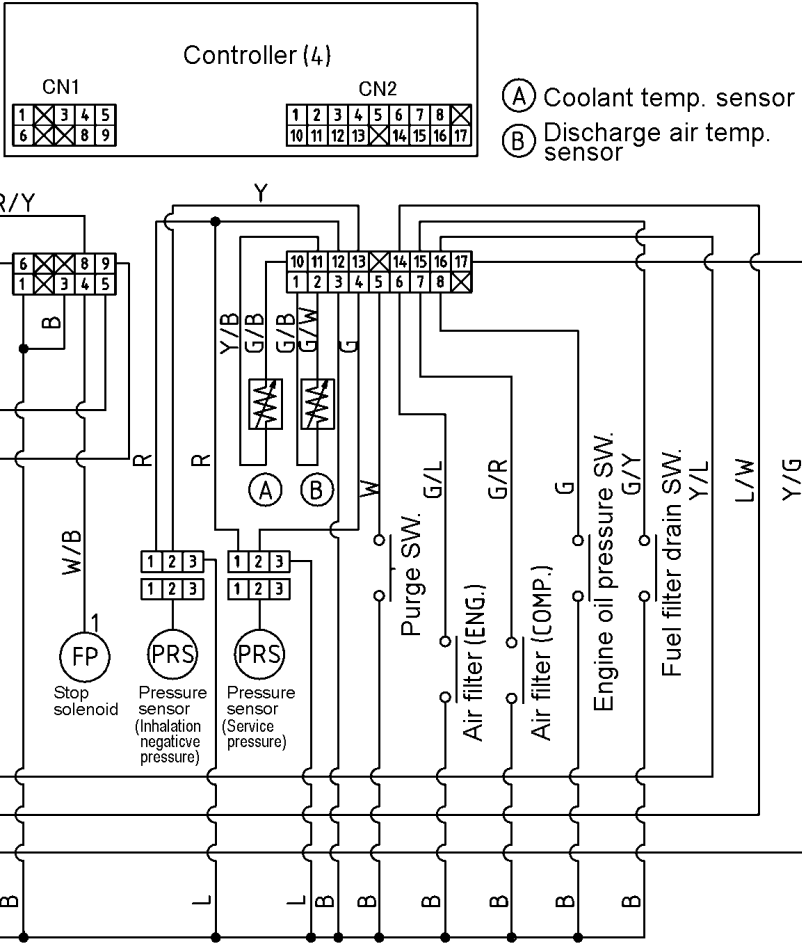 Controller (4)
CN1
CN2
1 3 4 5
6 8 9
1 2 3 4 5 6 7 8
10 11 12 13 14 15 16 17
A Coolant temp. sensor
B Discharge air temp.
sensor
R/Y
Y
6 8 9
1 3 4 5
10 11 12 13 14 15 16 17
1 2 3 4 5 6 7 8
B
Y/B
G/B
G/B
G/W
G
R
R
A
B
W
G/L
G/R
G
G/Y
Y/L
L/W
Y/G
W/B
1 2 3
1 2 3
1 2 3
1 2 3
Purge SW.
Air filter (ENG.)
Air filter (COMP.)
Engine oil pressure SW.
Fuel filter drain SW.
1
FP
PRS
PRS
Stop
solenoid
Pressure
sensor
(Inhalation
negaticve
pressure)
Pressure
sensor
(Service
pressure)
B
L
L
B
B
B
B
B
B